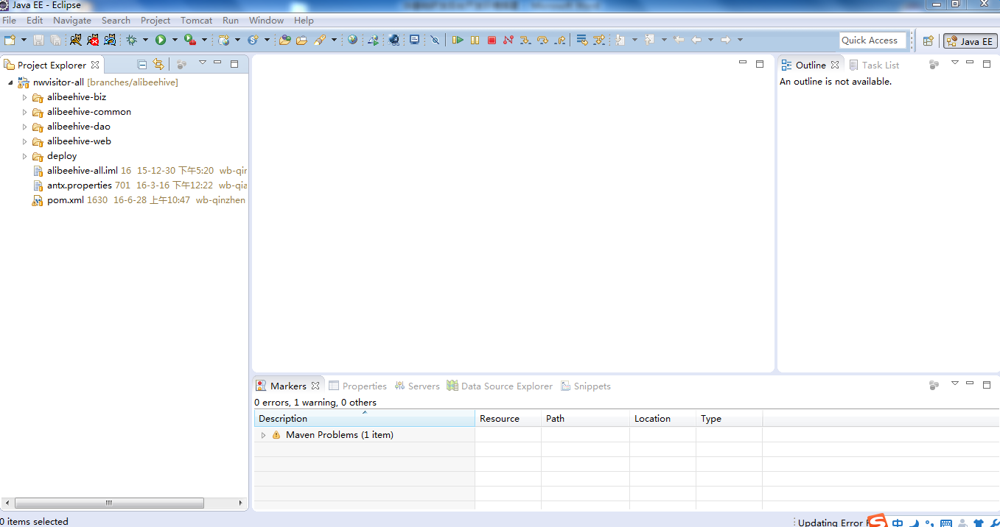 Java EE - Eclipse
File Edit Navigate Search Project Tomcat Run Window Help
Quick Access
Java EE
Project Explorer
nwvisitor-all [branches/alibeehive]
alibeehive-biz
alibeehive-common
alibeehive-dao
alibeehive-web
deploy
alibeehive-all.iml 16 15-12-30 下午5:20 wb-qin
antx.properties 701 16-3-16 下午12:22 wb-qia
pom.xml 1630 16-6-28 上午10:47 wb-qinzhen
Outline Task List
An outline is not available.
Markers Properties Servers Data Source Explorer Snippets
0 errors, 1 warning, 0 others
Description Resource Path Location Type
Maven Problems (1 item)
0 items selected
Updating Error
中